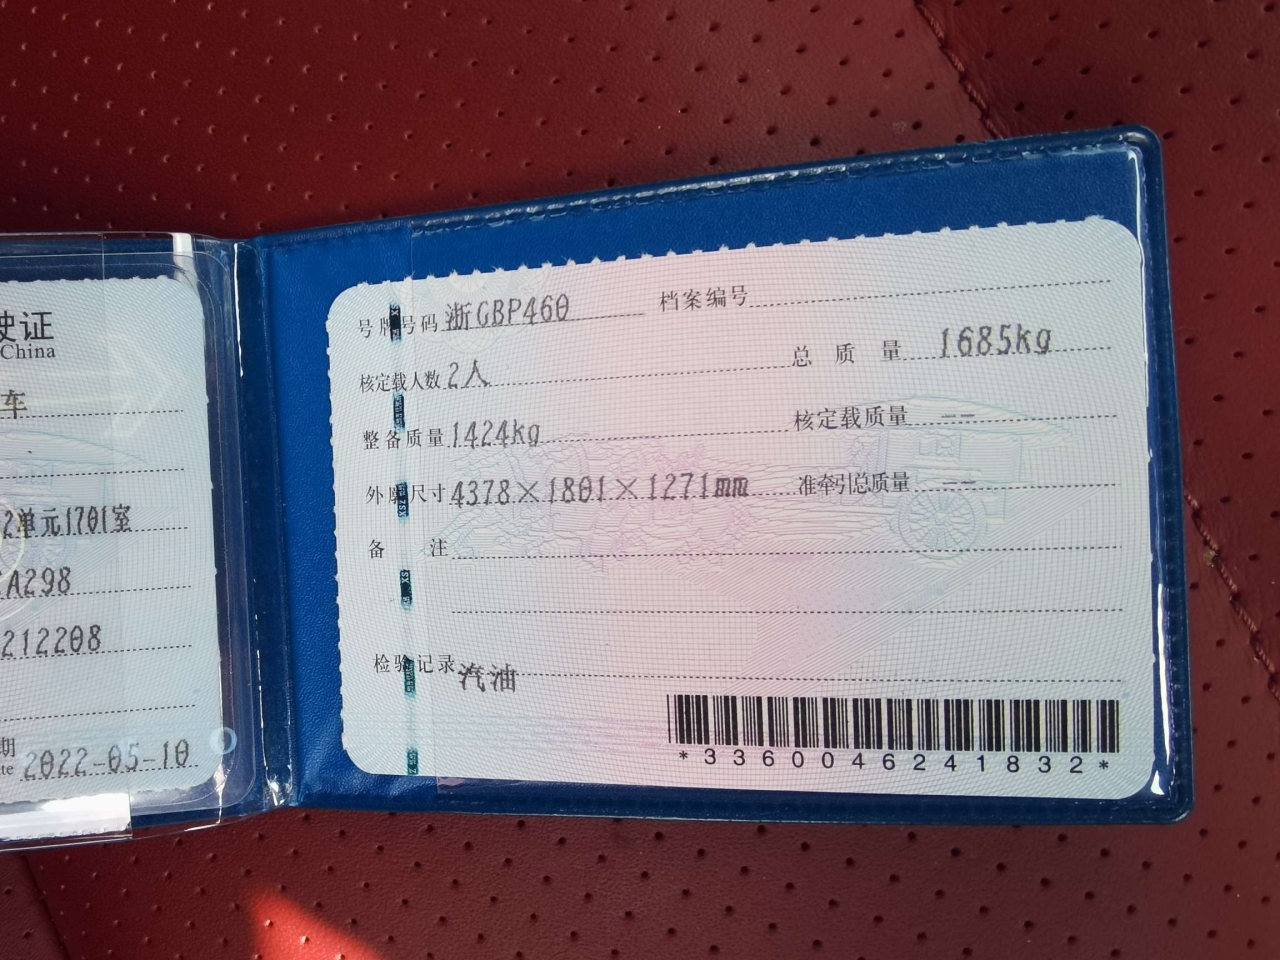 驶证
China
车
2单元1701室
A298
212208
期
te 2022-05-10
号牌号码 浙GBP460 档案编号
核定载人数 2人 总质量 1685kg
整备质量 1424kg 核定载质量 --
外廓尺寸 4378×1801×1271mm 准牵引总质量 --
备注
检验记录 汽油
*3360046241832*